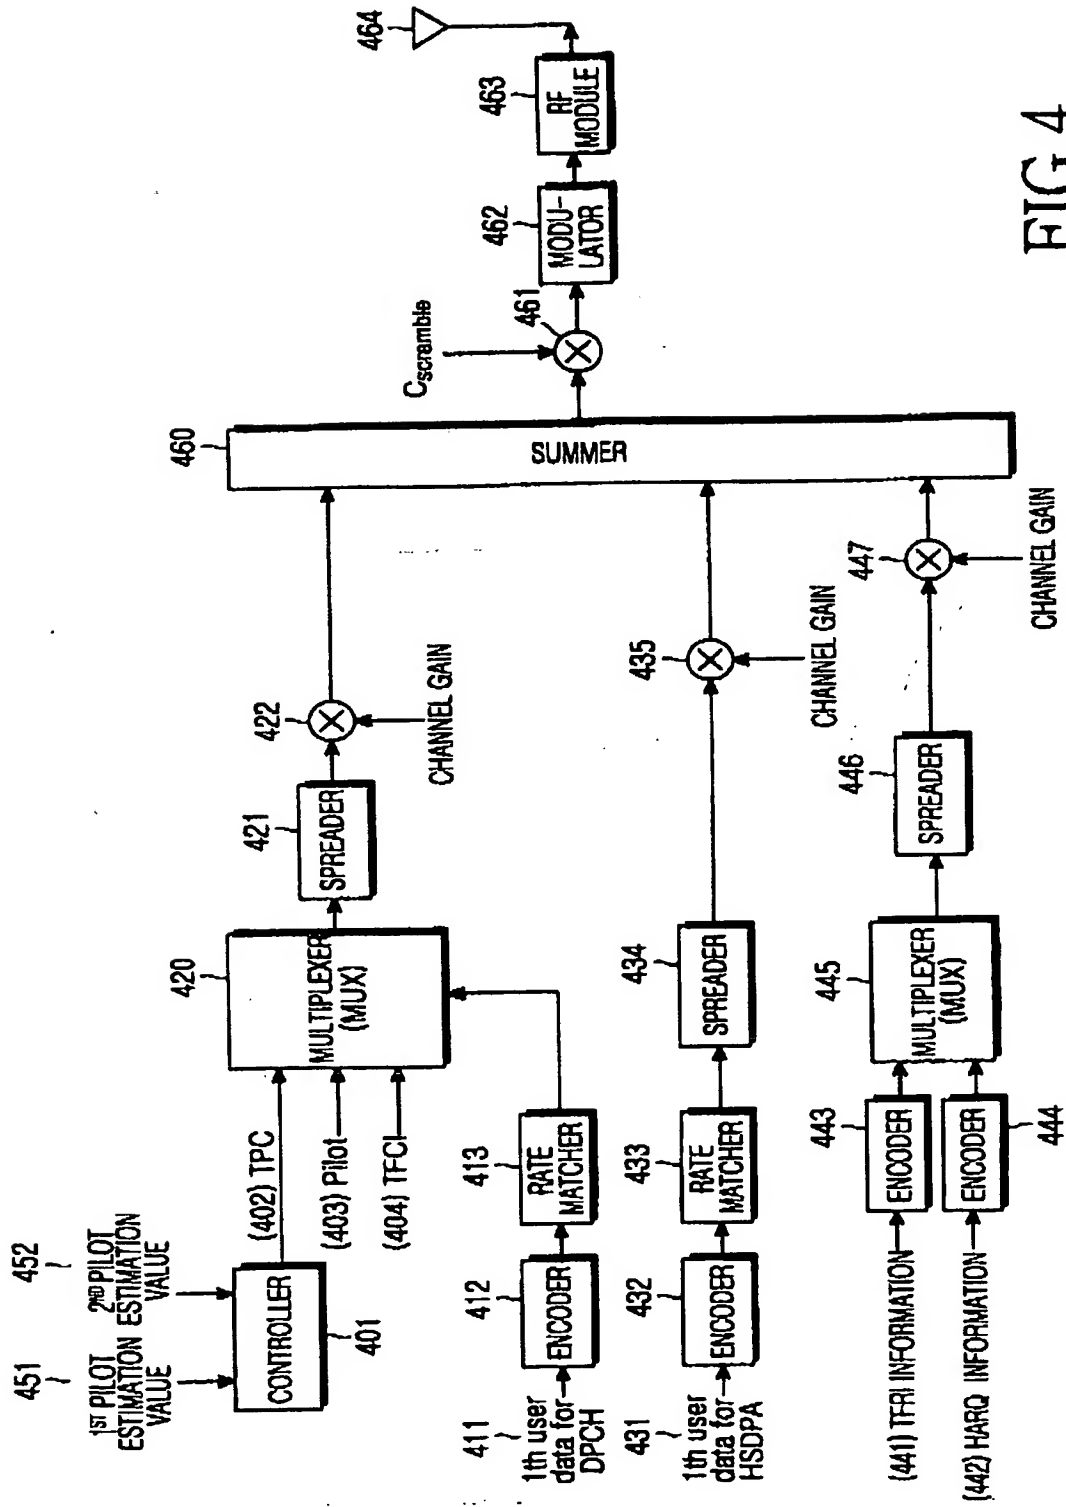 451
1ST PILOT
ESTIMATION
VALUE
452
2ND PILOT
ESTIMATION
VALUE
CONTROLLER
401
(402) TPC
(403) Pilot
(404) TFCI
420
MULTIPLEXER
(MUX)
421
SPREADER
422
CHANNEL GAIN
411
1th user
data for
DPCH
412
ENCODER
413
RATE
MATCHER
431
1th user
data for
HSDPA
432
ENCODER
433
RATE
MATCHER
434
SPREADER
435
CHANNEL GAIN
(441) TFRI INFORMATION
443
ENCODER
(442) HARQ INFORMATION
ENCODER
444
445
MULTIPLEXER
(MUX)
446
SPREADER
447
CHANNEL GAIN
460
SUMMER
Cscramble
461
462
MODU-
LATOR
463
RF
MODULE
464
FIG.4